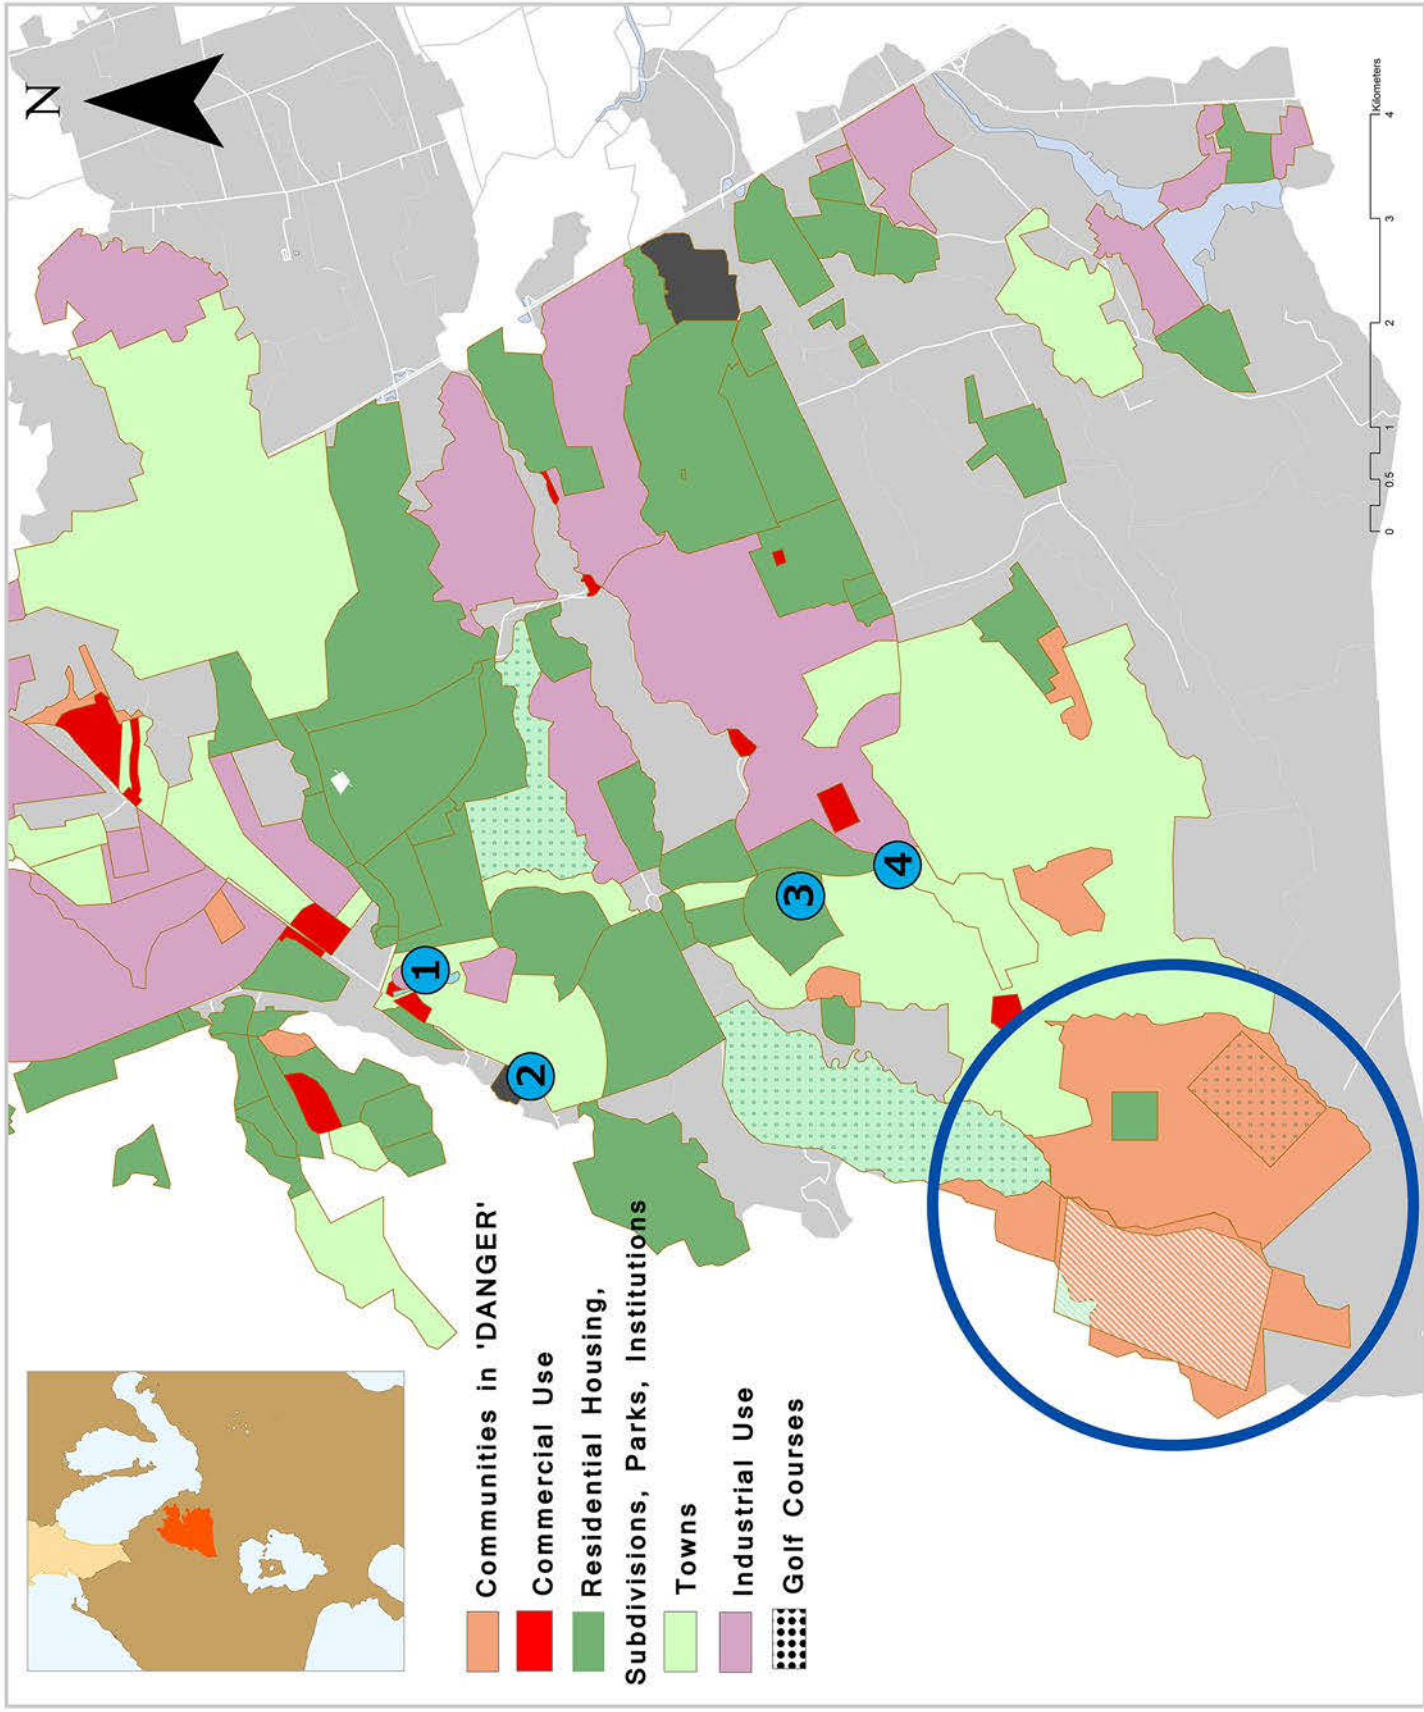 N
1
2
3
4
Communities in 'DANGER'
Commercial Use
Residential Housing,
Subdivisions, Parks, Institutions
Towns
Industrial Use
Golf Courses
0 0.5 1 2 3 4
Kilometers